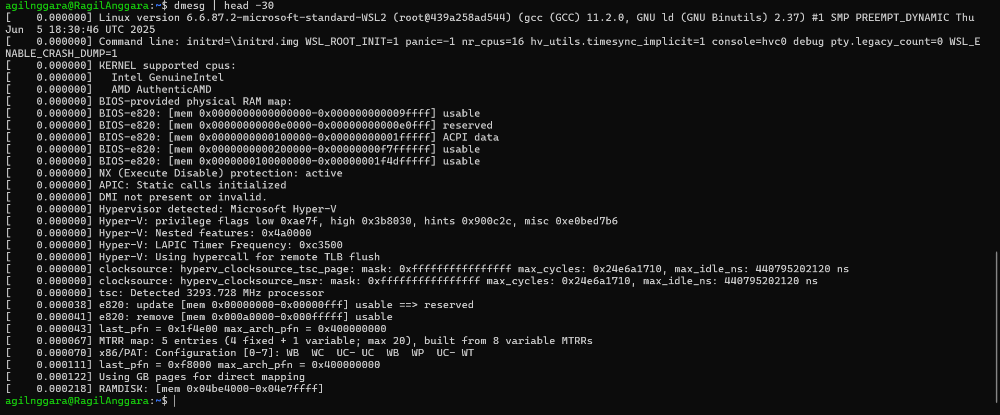 agilnggara@RagilAnggara:~$ dmesg | head -30
[    0.000000] Linux version 6.6.87.2-microsoft-standard-WSL2 (root@439a258ad544) (gcc (GCC) 11.2.0, GNU ld (GNU Binutils) 2.37) #1 SMP PREEMPT_DYNAMIC Thu
Jun  5 18:30:46 UTC 2025
[    0.000000] Command line: initrd=\initrd.img WSL_ROOT_INIT=1 panic=-1 nr_cpus=16 hv_utils.timesync_implicit=1 console=hvc0 debug pty.legacy_count=0 WSL_E
NABLE_CRASH_DUMP=1
[    0.000000] KERNEL supported cpus:
[    0.000000]   Intel GenuineIntel
[    0.000000]   AMD AuthenticAMD
[    0.000000] BIOS-provided physical RAM map:
[    0.000000] BIOS-e820: [mem 0x0000000000000000-0x000000000009ffff] usable
[    0.000000] BIOS-e820: [mem 0x00000000000e0000-0x00000000000e0fff] reserved
[    0.000000] BIOS-e820: [mem 0x0000000000100000-0x00000000001fffff] ACPI data
[    0.000000] BIOS-e820: [mem 0x0000000000200000-0x00000000f7ffffff] usable
[    0.000000] BIOS-e820: [mem 0x0000000100000000-0x00000001f4dfffff] usable
[    0.000000] NX (Execute Disable) protection: active
[    0.000000] APIC: Static calls initialized
[    0.000000] DMI not present or invalid.
[    0.000000] Hypervisor detected: Microsoft Hyper-V
[    0.000000] Hyper-V: privilege flags low 0xae7f, high 0x3b8030, hints 0x900c2c, misc 0xe0bed7b6
[    0.000000] Hyper-V: Nested features: 0x4a0000
[    0.000000] Hyper-V: LAPIC Timer Frequency: 0xc3500
[    0.000000] Hyper-V: Using hypercall for remote TLB flush
[    0.000000] clocksource: hyperv_clocksource_tsc_page: mask: 0xffffffffffffffff max_cycles: 0x24e6a1710, max_idle_ns: 440795202120 ns
[    0.000000] clocksource: hyperv_clocksource_msr: mask: 0xffffffffffffffff max_cycles: 0x24e6a1710, max_idle_ns: 440795202120 ns
[    0.000000] tsc: Detected 3293.728 MHz processor
[    0.000038] e820: update [mem 0x00000000-0x00000fff] usable ==> reserved
[    0.000041] e820: remove [mem 0x000a0000-0x000fffff] usable
[    0.000043] last_pfn = 0x1f4e00 max_arch_pfn = 0x400000000
[    0.000067] MTRR map: 5 entries (4 fixed + 1 variable; max 20), built from 8 variable MTRRs
[    0.000070] x86/PAT: Configuration [0-7]: WB  WC  UC- UC  WB  WP  UC- WT
[    0.000111] last_pfn = 0xf8000 max_arch_pfn = 0x400000000
[    0.000122] Using GB pages for direct mapping
[    0.000218] RAMDISK: [mem 0x04be4000-0x04e7ffff]
agilnggara@RagilAnggara:~$